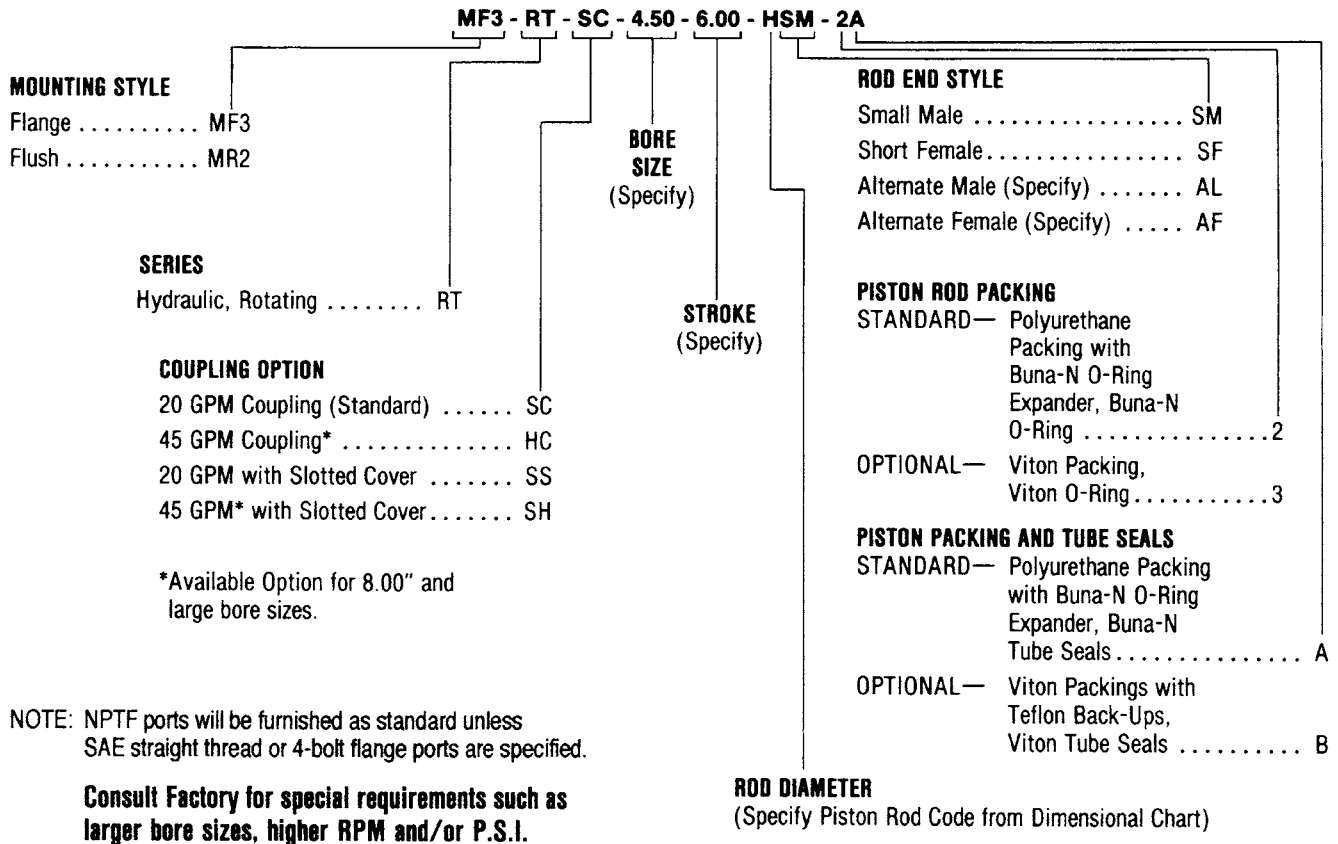 MF3 - RT - SC - 4.50 - 6.00 - HSM - 2A
MOUNTING STYLE
Flange .......... MF3
Flush ........... MR2
SERIES
Hydraulic, Rotating ........ RT
COUPLING OPTION
20 GPM Coupling (Standard) ...... SC
45 GPM Coupling* .............. HC
20 GPM with Slotted Cover ....... SS
45 GPM* with Slotted Cover ....... SH
*Available Option for 8.00" and
large bore sizes.
BORE
SIZE
(Specify)
STROKE
(Specify)
ROD END STYLE
Small Male ................. SM
Short Female ................ SF
Alternate Male (Specify) ....... AL
Alternate Female (Specify) ..... AF
PISTON ROD PACKING
STANDARD— Polyurethane
Packing with
Buna-N O-Ring
Expander, Buna-N
O-Ring ...............2
OPTIONAL— Viton Packing,
Viton O-Ring...........3
PISTON PACKING AND TUBE SEALS
STANDARD— Polyurethane Packing
with Buna-N O-Ring
Expander, Buna-N
Tube Seals ............... A
OPTIONAL— Viton Packings with
Teflon Back-Ups,
Viton Tube Seals .......... B
ROD DIAMETER
(Specify Piston Rod Code from Dimensional Chart)
NOTE: NPTF ports will be furnished as standard unless
SAE straight thread or 4-bolt flange ports are specified.
Consult Factory for special requirements such as
larger bore sizes, higher RPM and/or P.S.I.